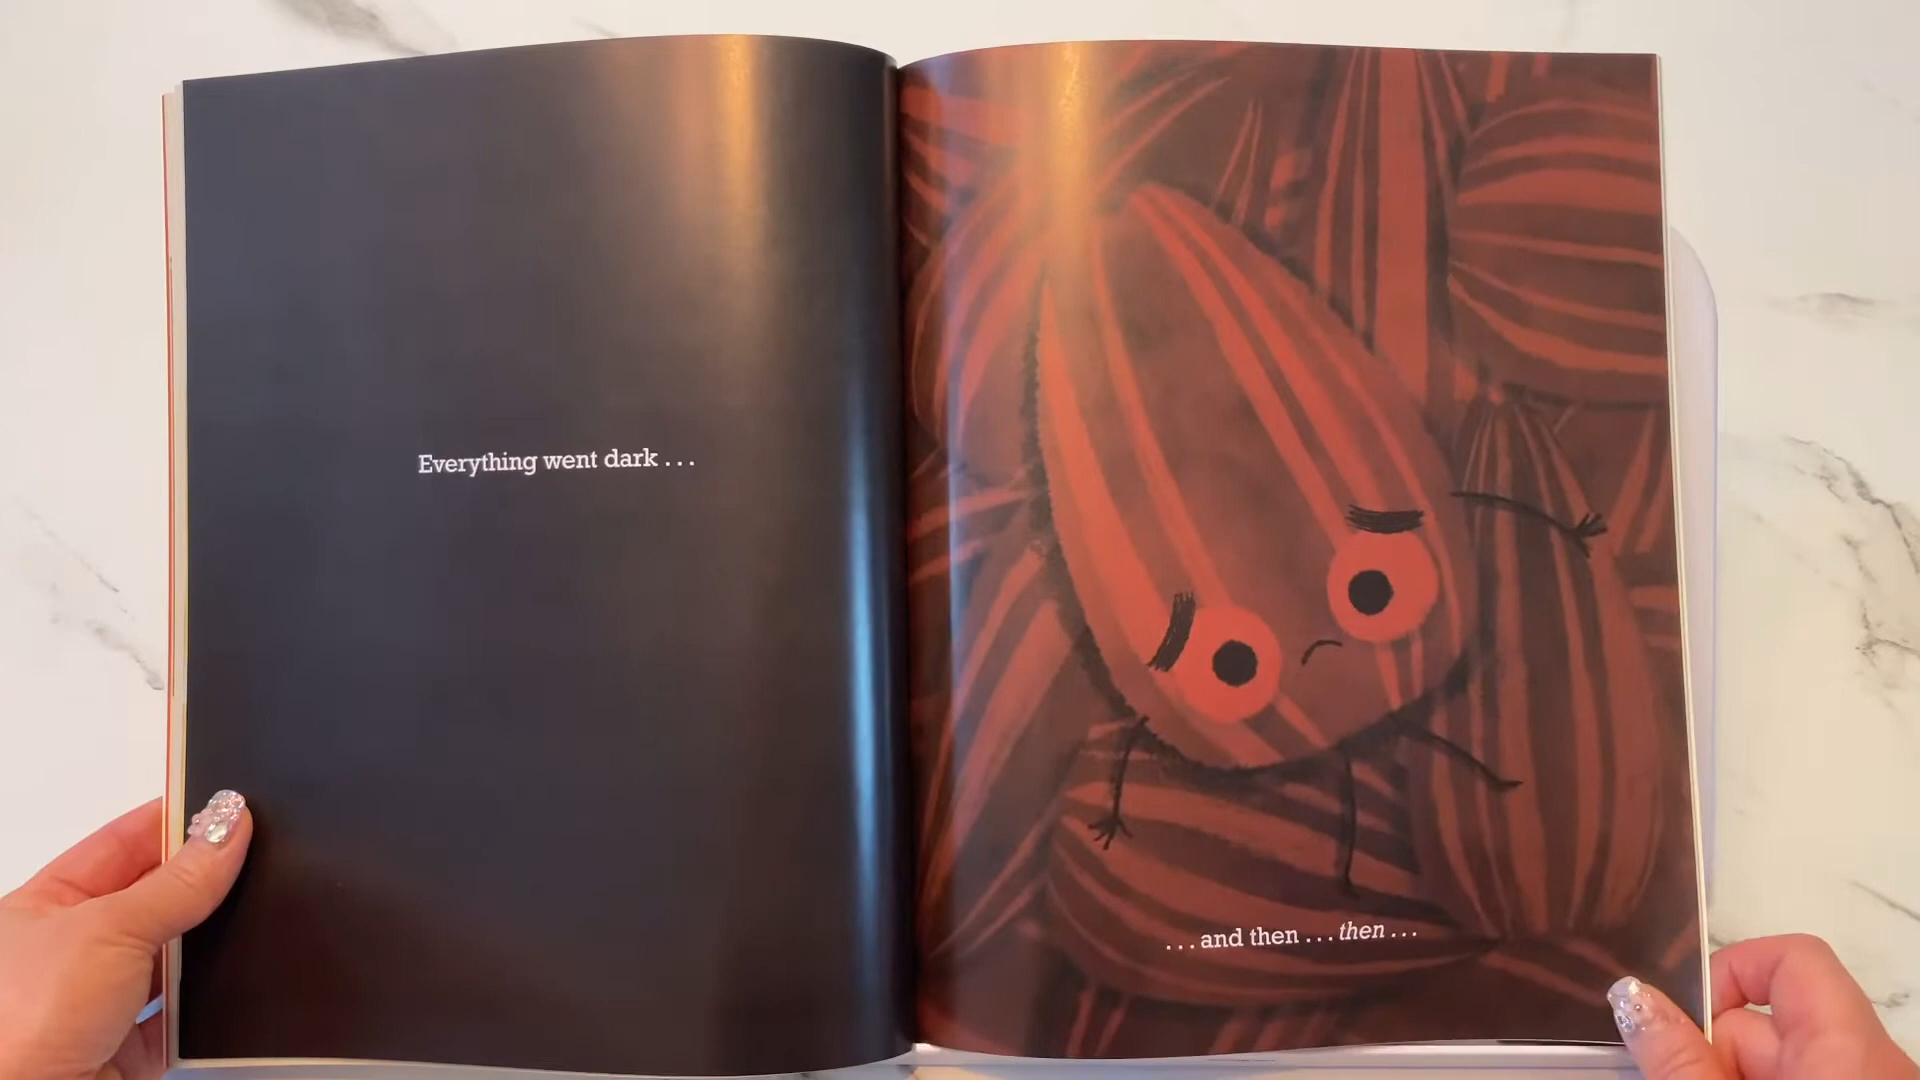 Everything went dark . . .
. . . and then . . . then . . .